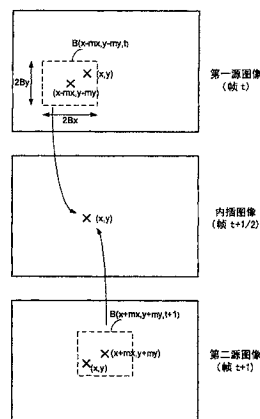 B(x-mx,y-my,t)
(x,y)
(x-mx,y-my)
2By
2Bx
第一源图像
(帧 t)
(x,y)
内插图像
(帧 t+1/2)
B(x+mx,y+my,t+1)
(x+mx,y+my)
(x,y)
第二源图像
(帧 t+1)